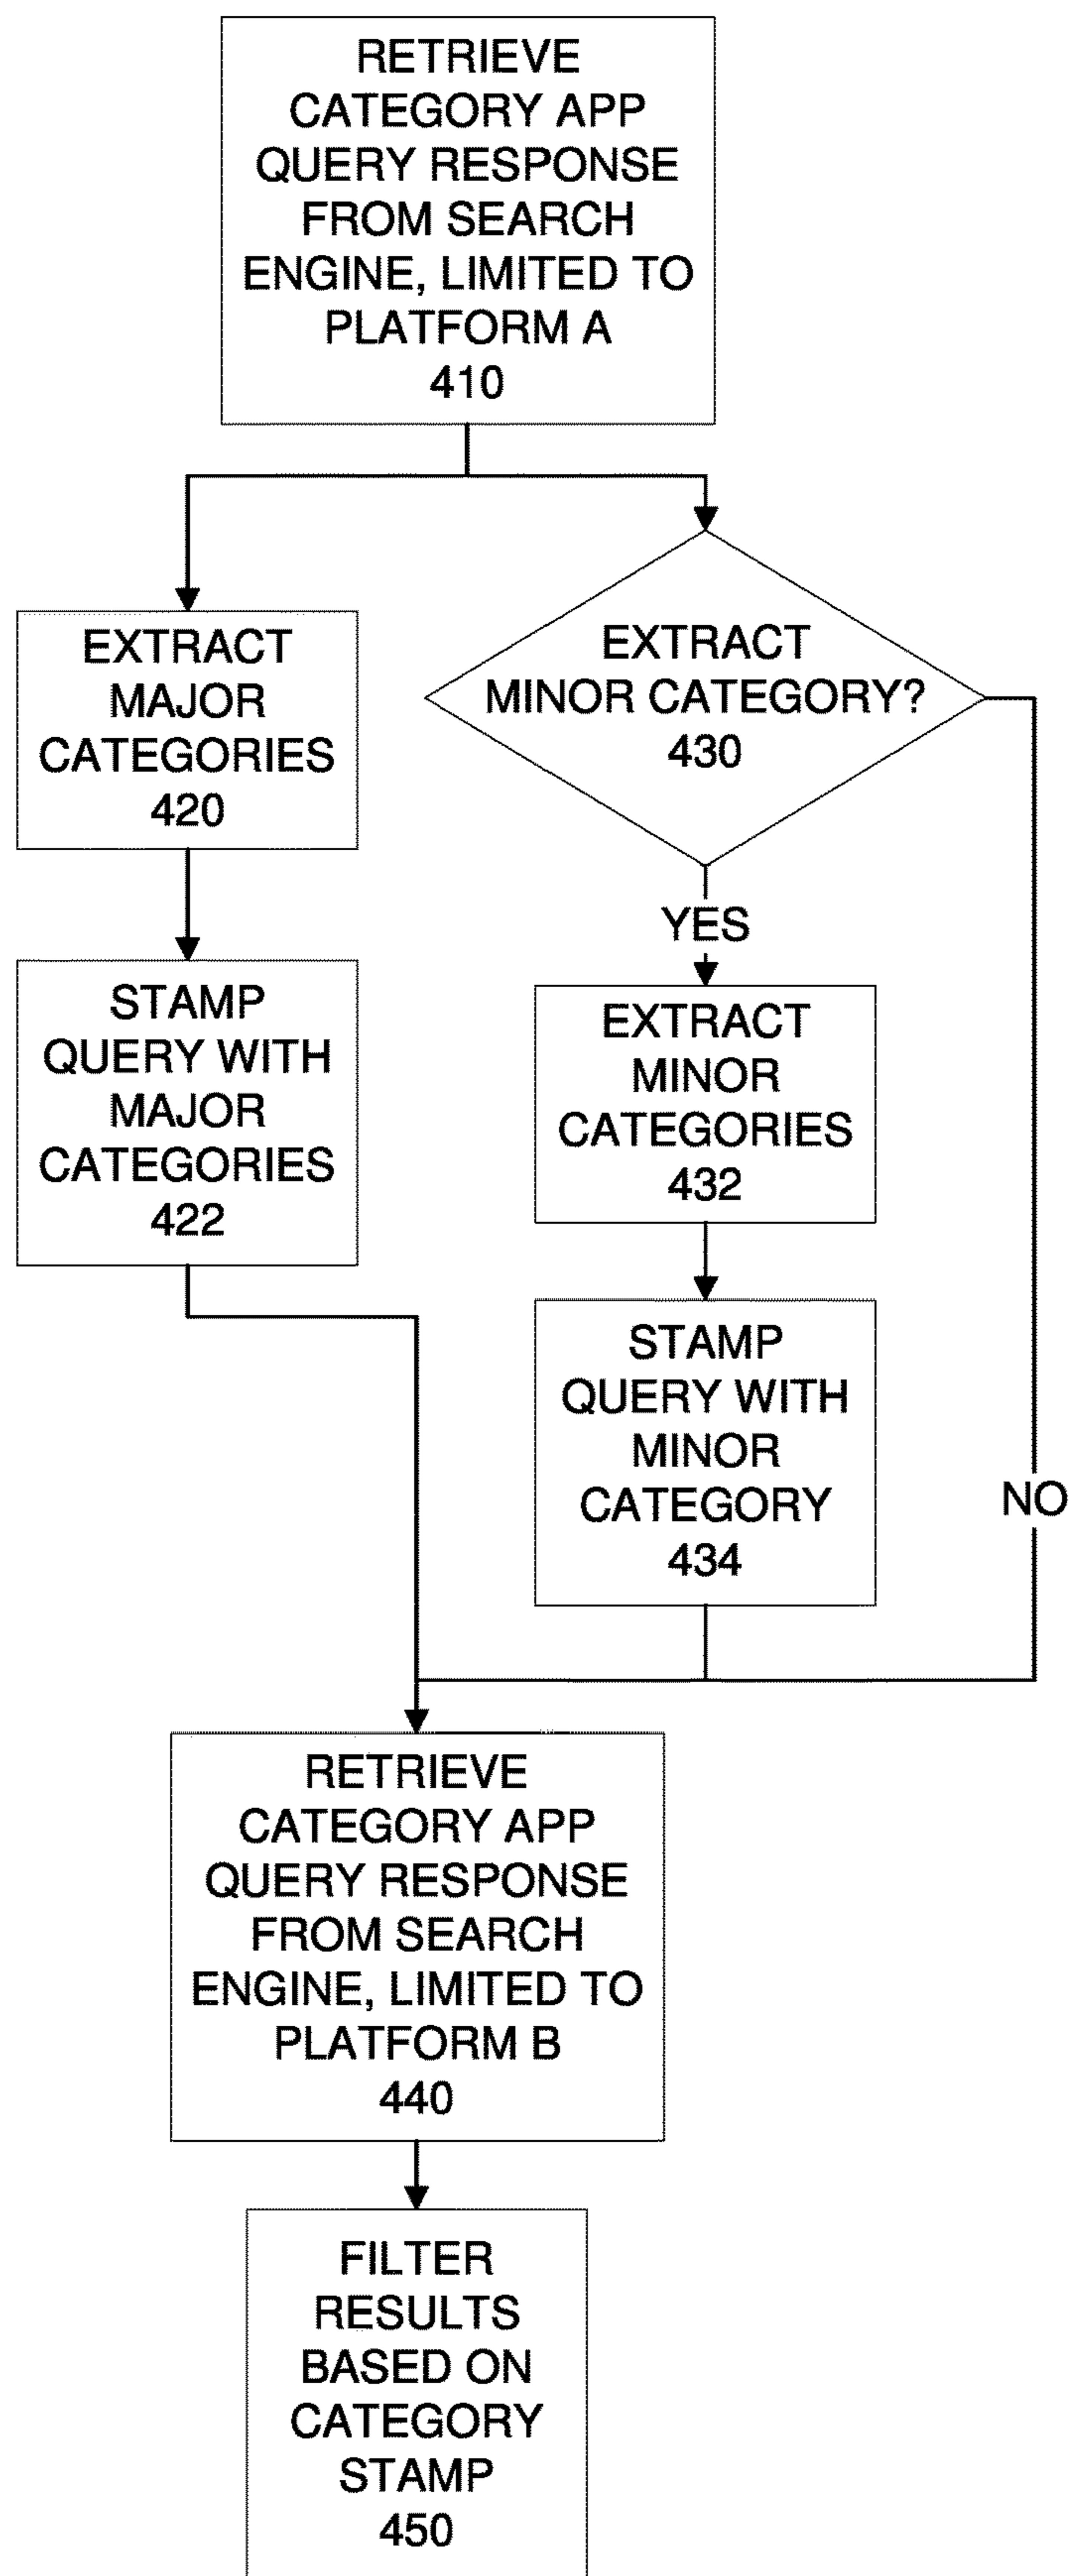 RETRIEVE
CATEGORY APP
QUERY RESPONSE
FROM SEARCH
ENGINE, LIMITED TO
PLATFORM A
410
EXTRACT
MAJOR
CATEGORIES
420
STAMP
QUERY WITH
MAJOR
CATEGORIES
422
EXTRACT
MINOR CATEGORY?
430
YES
EXTRACT
MINOR
CATEGORIES
432
STAMP
QUERY WITH
MINOR
CATEGORY
434
NO
RETRIEVE
CATEGORY APP
QUERY RESPONSE
FROM SEARCH
ENGINE, LIMITED TO
PLATFORM B
440
FILTER
RESULTS
BASED ON
CATEGORY
STAMP
450